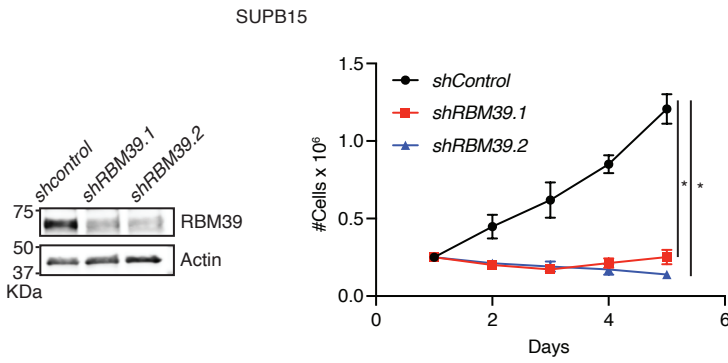 SUPB15
shcontrol
shRBM39.1
shRBM39.2
75
RBM39
50
Actin
37
KDa
#Cells x 10⁶
1.5
1.0
0.5
0.0
shControl
shRBM39.1
shRBM39.2
* *
0 2 4 6
Days